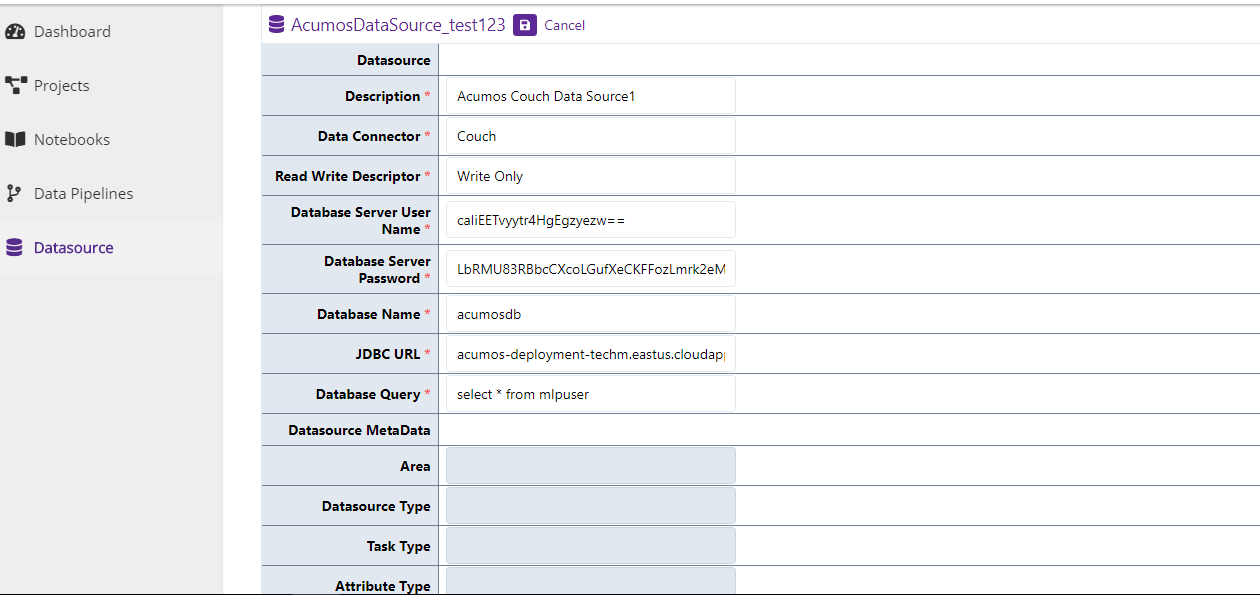 Dashboard
Projects
Notebooks
Data Pipelines
Datasource
AcumosDataSource_test123 Cancel
Datasource
Description * Acumos Couch Data Source1
Data Connector * Couch
Read Write Descriptor * Write Only
Database Server User
Name * caliEETvyytr4HgEgzyezw==
Database Server
Password * LbRMU83RBbcCXcoLGufXeCKFFozLmrk2eM
Database Name * acumosdb
JDBC URL * acumos-deployment-techm.eastus.cloudap
Database Query * select * from mlpuser
Datasource MetaData
Area
Datasource Type
Task Type
Attribute Type